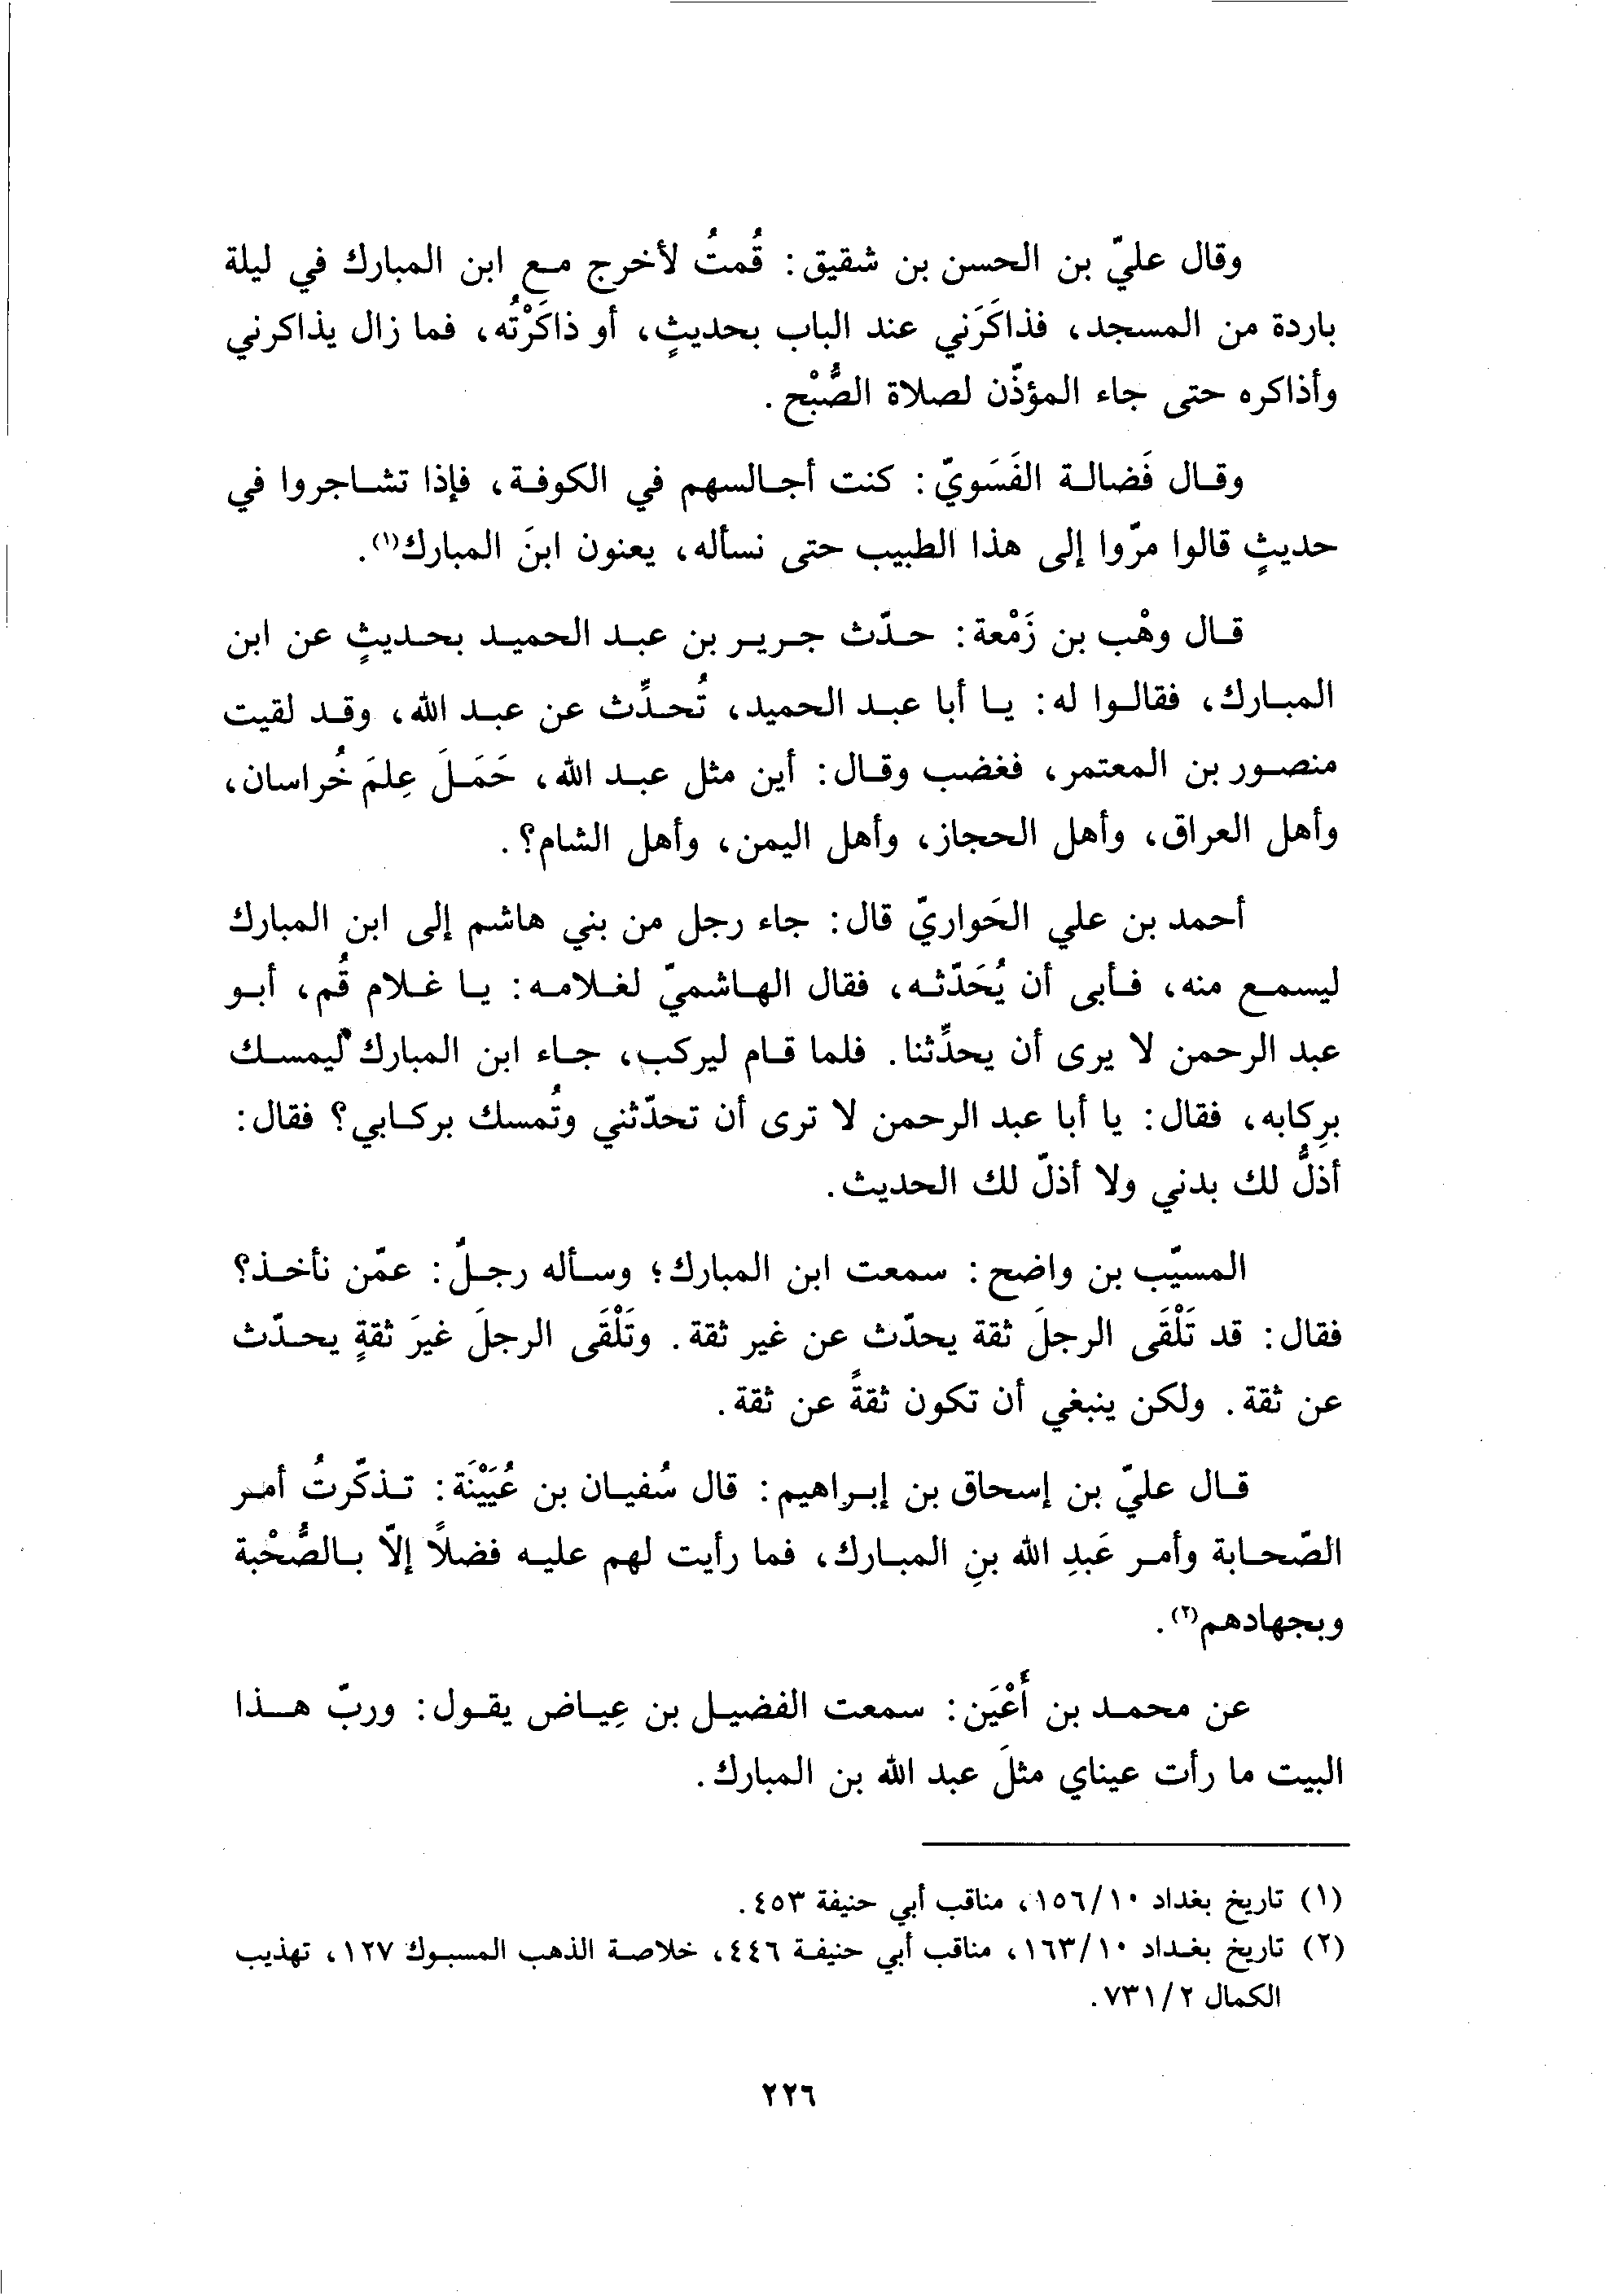 وقال عليّ بن الحسن بن شقيق: قُمتُ لأخرج مع ابن المبارك في ليلة
باردة من المسجد، فذاكَرَني عند الباب بحديثٍ، أو ذاكَرْتُه، فما زال يذاكرني
وأذاكره حتى جاء المؤذّن لصلاة الصُّبْح.
وقال فَضالة الفَسَويّ: كنت أجالسهم في الكوفة، فإذا تشاجروا في
حديثٍ قالوا مرّوا إلى هذا الطبيب حتى نسأله، يعنون ابنَ المبارك(١).
قال وهْب بن زَمْعة: حدّث جرير بن عبد الحميد بحديثٍ عن ابن
المبارك، فقالوا له: يا أبا عبد الحميد، تُحدِّث عن عبد الله، وقد لقيت
منصور بن المعتمر، فغضب وقال: أين مثل عبد الله، حَمَلَ عِلمَ خُراسان،
وأهل العراق، وأهل الحجاز، وأهل اليمن، وأهل الشام؟.
أحمد بن علي الحَواريّ قال: جاء رجل من بني هاشم إلى ابن المبارك
ليسمع منه، فأبى أن يُحَدّثه، فقال الهاشميّ لغلامه: يا غلام قُم، أبو
عبد الرحمن لا يرى أن يحدِّثنا. فلما قام ليركب، جاء ابن المبارك ليمسك
بِركابه، فقال: يا أبا عبد الرحمن لا ترى أن تحدّثني وتُمسك بركابي؟ فقال:
أذلُّ لك بدني ولا أذلّ لك الحديث.
المسيّب بن واضح: سمعت ابن المبارك؛ وسأله رجلٌ: عمّن نأخذ؟
فقال: قد تَلْقَى الرجلَ ثقة يحدّث عن غير ثقة. وتَلْقَى الرجلَ غيرَ ثقةٍ يحدّث
عن ثقة. ولكن ينبغي أن تكون ثقةً عن ثقة.
قال عليّ بن إسحاق بن إبراهيم: قال سُفيان بن عُيَيْنَة: تذكّرتُ أمر
الصّحابة وأمر عَبدِ الله بنِ المبارك، فما رأيت لهم عليه فضلًا إلّا بالصُّحْبة
وبجهادهم(٢).
عن محمد بن أَعْيَن: سمعت الفضيل بن عِياض يقول: وربّ هذا
البيت ما رأت عيناي مثلَ عبد الله بن المبارك.
(١) تاريخ بغداد ١٥٦/١٠، مناقب أبي حنيفة ٤٥٣.
(٢) تاريخ بغداد ١٦٣/١٠، مناقب أبي حنيفة ٤٤٦، خلاصة الذهب المسبوك ١٢٧، تهذيب
الكمال ٧٣١/٢.
٢٢٦